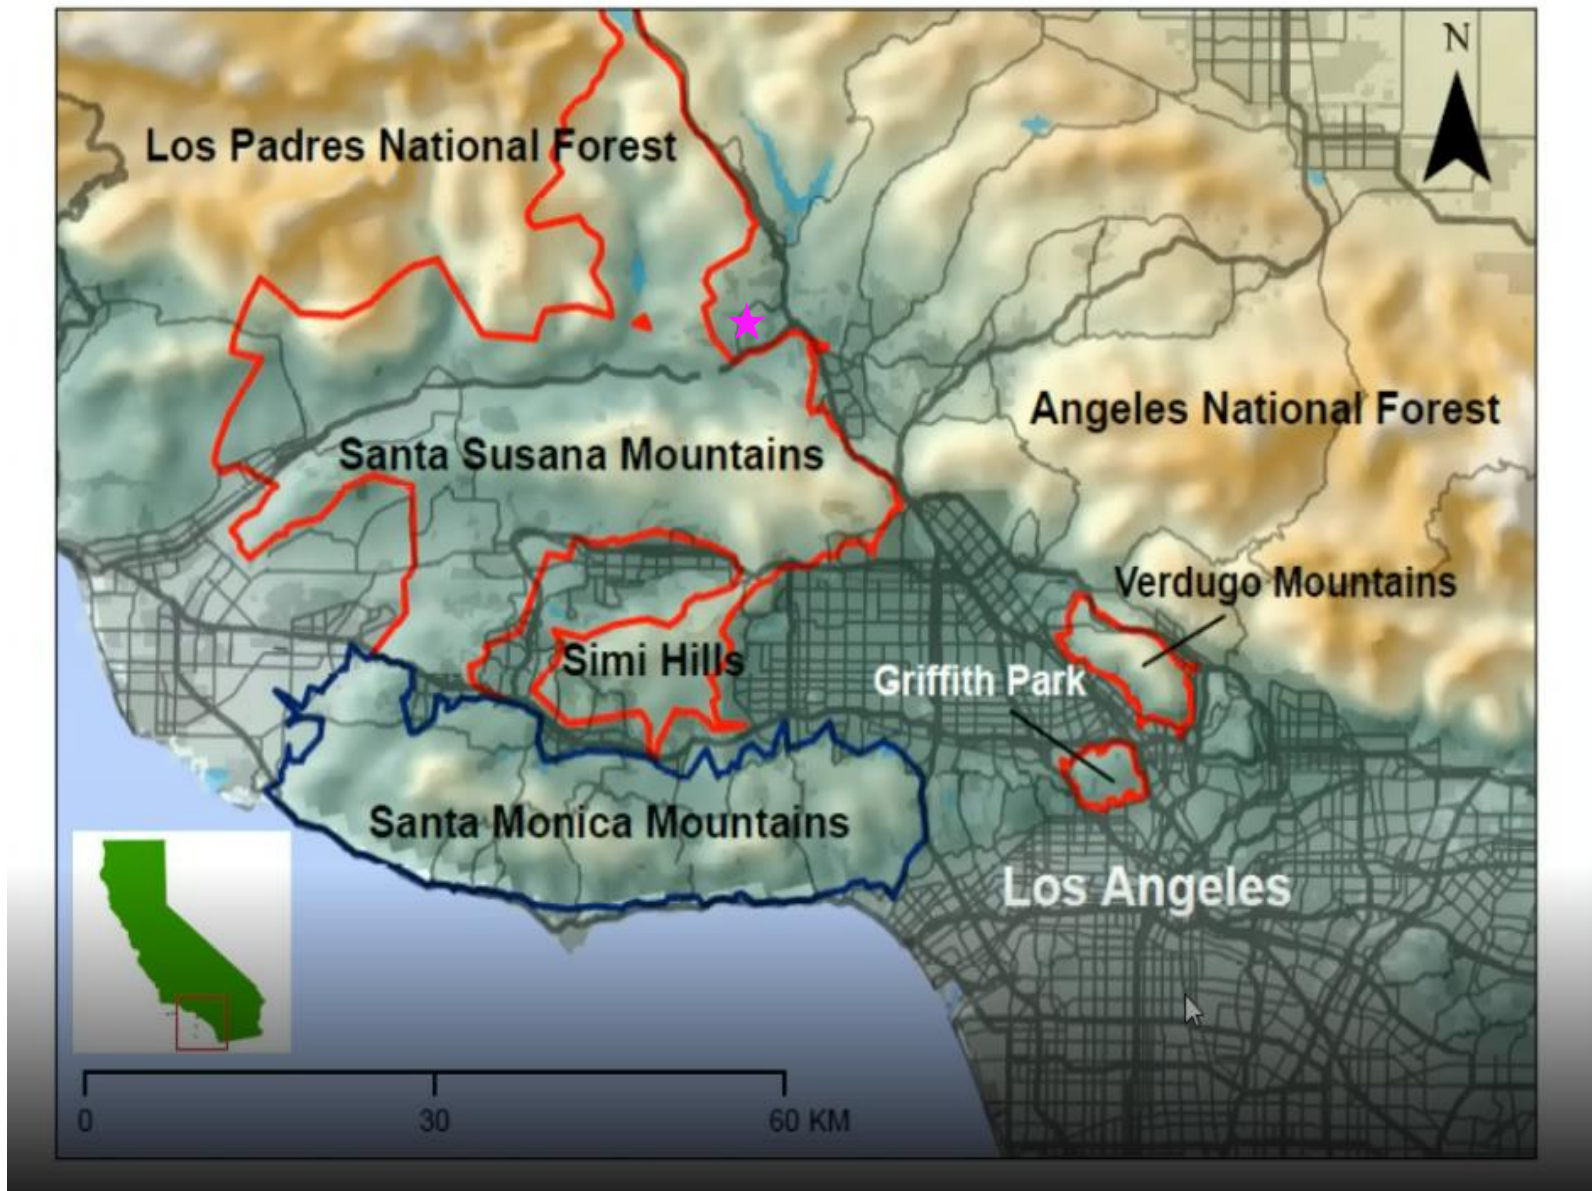 N
Los Padres National Forest
Angeles National Forest
Santa Susana Mountains
Verdugo Mountains
Simi Hills
Griffith Park
Santa Monica Mountains
Los Angeles
0 30 60 KM